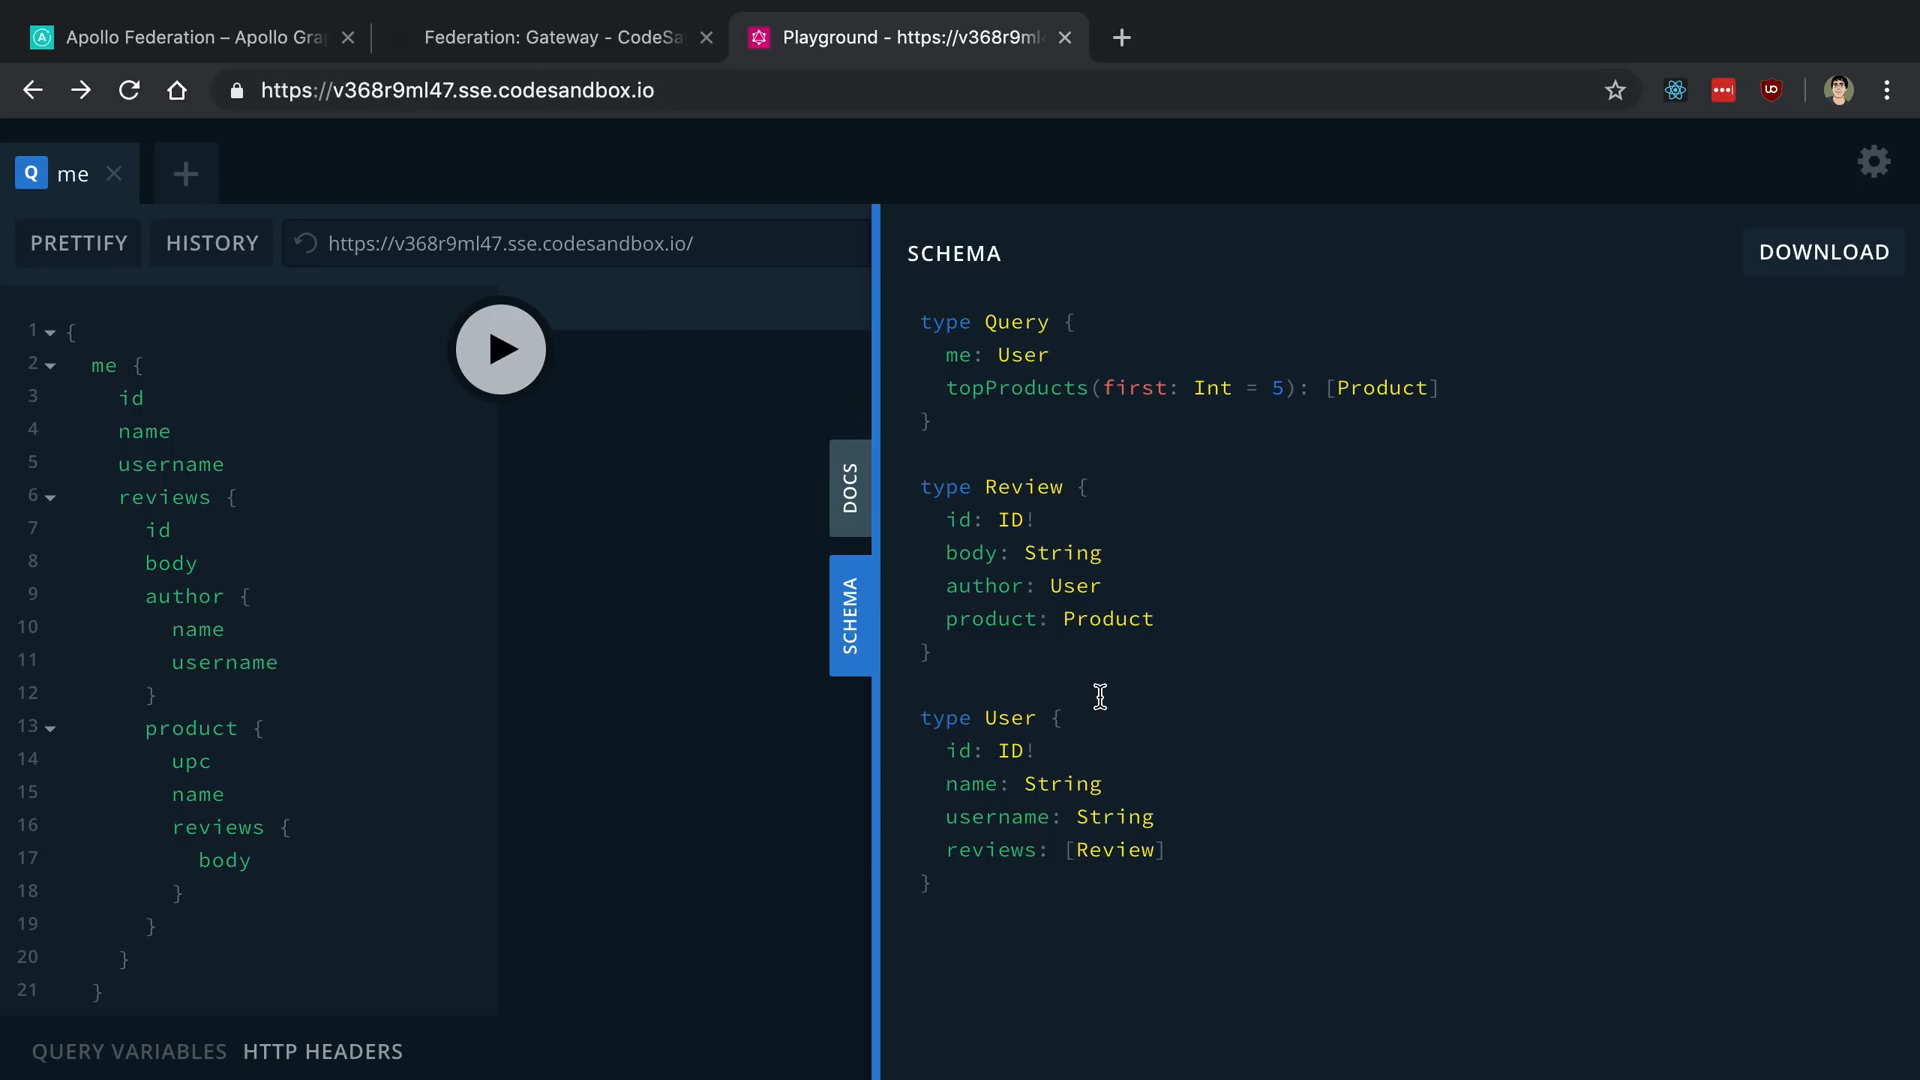 Apollo Federation – Apollo Gra
Federation: Gateway - CodeSa
Playground - https://v368r9ml
https://v368r9ml47.sse.codesandbox.io
Q me
PRETTIFY
HISTORY
https://v368r9ml47.sse.codesandbox.io/
1 {
2 me {
3 id
4 name
5 username
6 reviews {
7 id
8 body
9 author {
10 name
11 username
12 }
13 product {
14 upc
15 name
16 reviews {
17 body
18 }
19 }
20 }
21 }
QUERY VARIABLES HTTP HEADERS
DOCS
SCHEMA
SCHEMA
DOWNLOAD
type Query {
me: User
topProducts(first: Int = 5): [Product]
}
type Review {
id: ID!
body: String
author: User
product: Product
}
type User {
id: ID!
name: String
username: String
reviews: [Review]
}